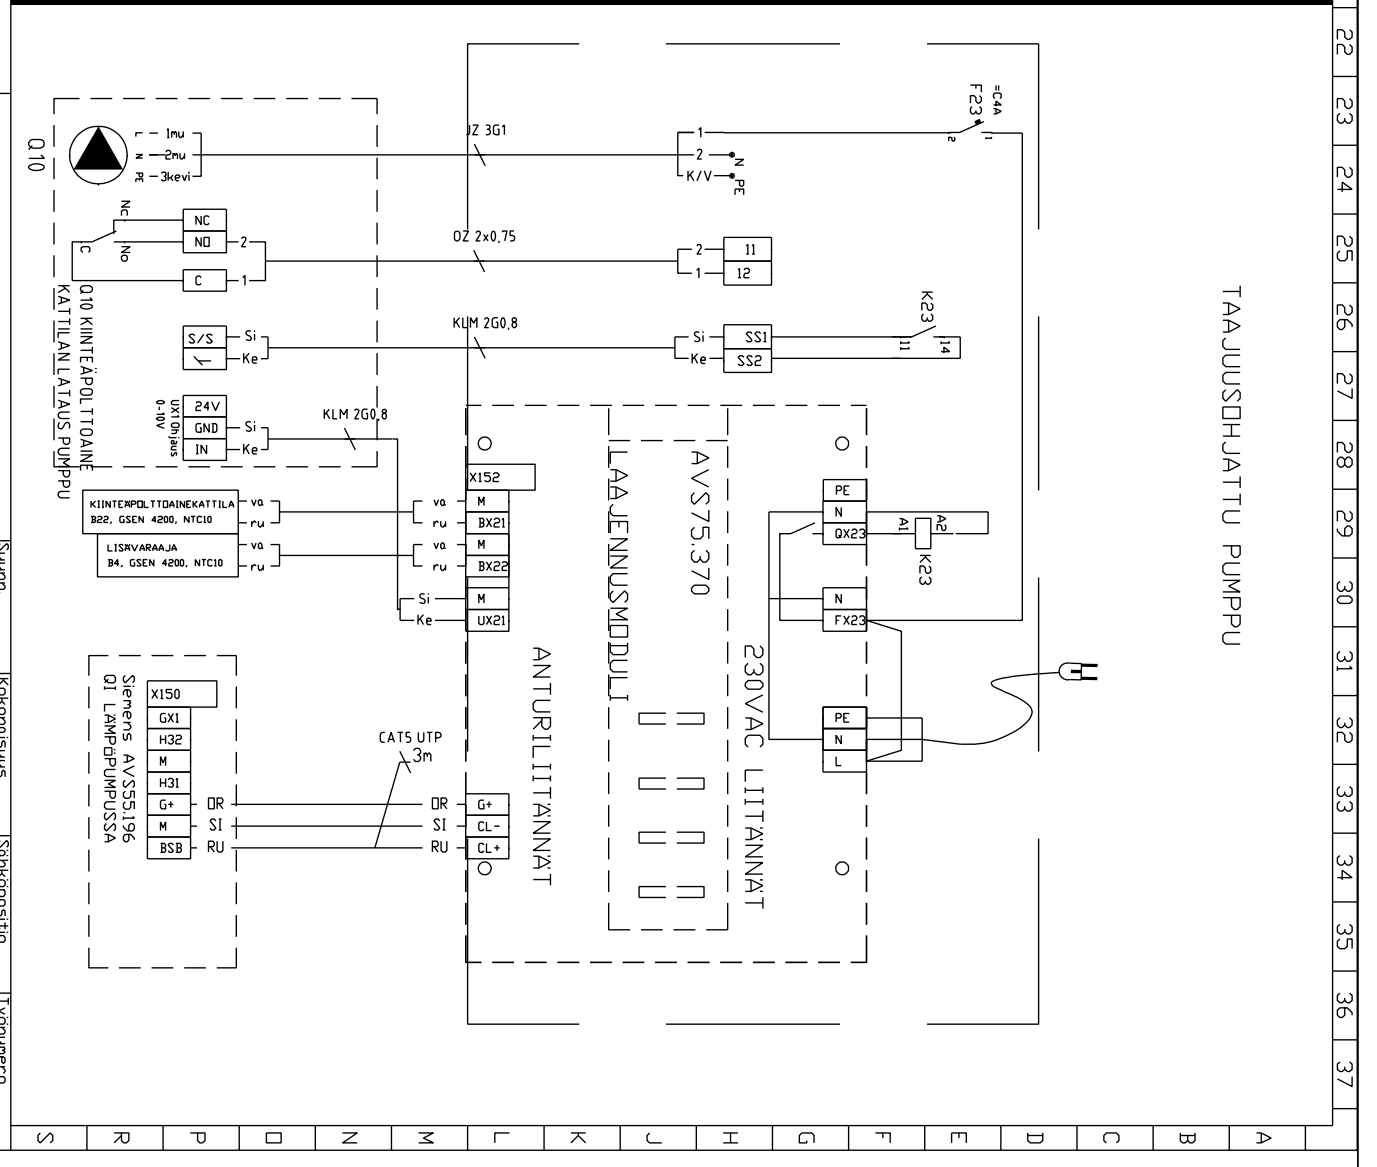 22
23
24
25
26
27
28
29
30
31
32
33
34
35
36
37
S
R
P
O
N
M
L
K
J
H
G
F
E
D
C
B
A
TAAJUUSOHJATTU PUMPPU
=C4A
F23
2
1
Q10
L 1mu
N 2mu
PE 3kevi
JZ 3G1
1
2 N
K/V PE
Nc
No
C
NC
NO 2
C 1
OZ 2x0,75
2 11
1 12
Q10 KIINTEÄPOLTTOAINE
KATTILAN LATAUS PUMPPU
S/S Si
Ke
KLM 2G0,8
Si SS1
Ke SS2
K23
11
14
UX1 Ohjaus
0-10V
24V
GND Si
IN Ke
KLM 2G0,8
KIINTEÄPOLTTOAINEKATTILA
B22, GSEN 4200, NTC10
va
ru
LISÄVARAAJA
B4, GSEN 4200, NTC10
va
ru
X152
va M
ru BX21
va M
ru BX22
Si M
Ke UX21
LAAJENNUSMODULI
AVS75.370
ANTURILIITÄNNÄT
230VAC LIITÄNNÄT
PE
N
QX23
A1
A2
K23
N
FX23
PE
N
L
Siemens AVS55.196
QI LÄMPÖPUMPUSSA
X150
GX1
H32
M
H31
G+ OR
M SI
BSB RU
CAT5 UTP
3m
OR G+
SI CL-
RU CL+
Kokonaisuus
Sähköpositio
Työnumero